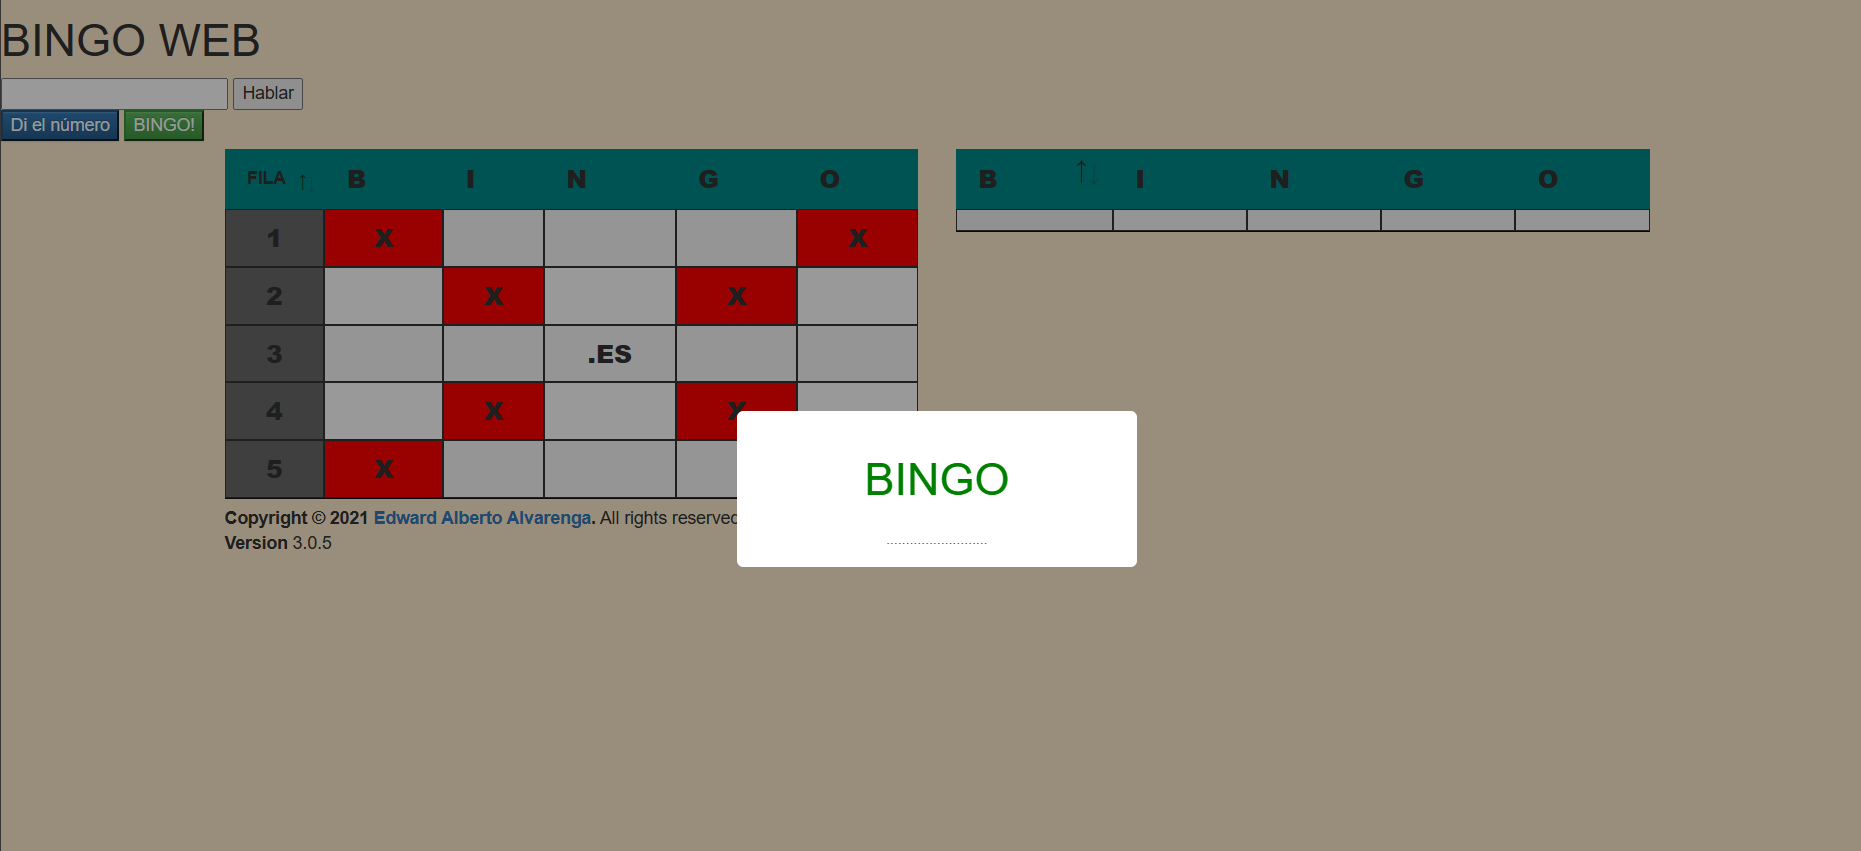 BINGO WEB
Hablar
Di el número BINGO!
FILA ↑↓ B I N G O
B ↑↓ I N G O
1 X X
2 X X
3 .ES
4 X X
5 X
BINGO
Copyright © 2021 Edward Alberto Alvarenga. All rights reserved
Version 3.0.5